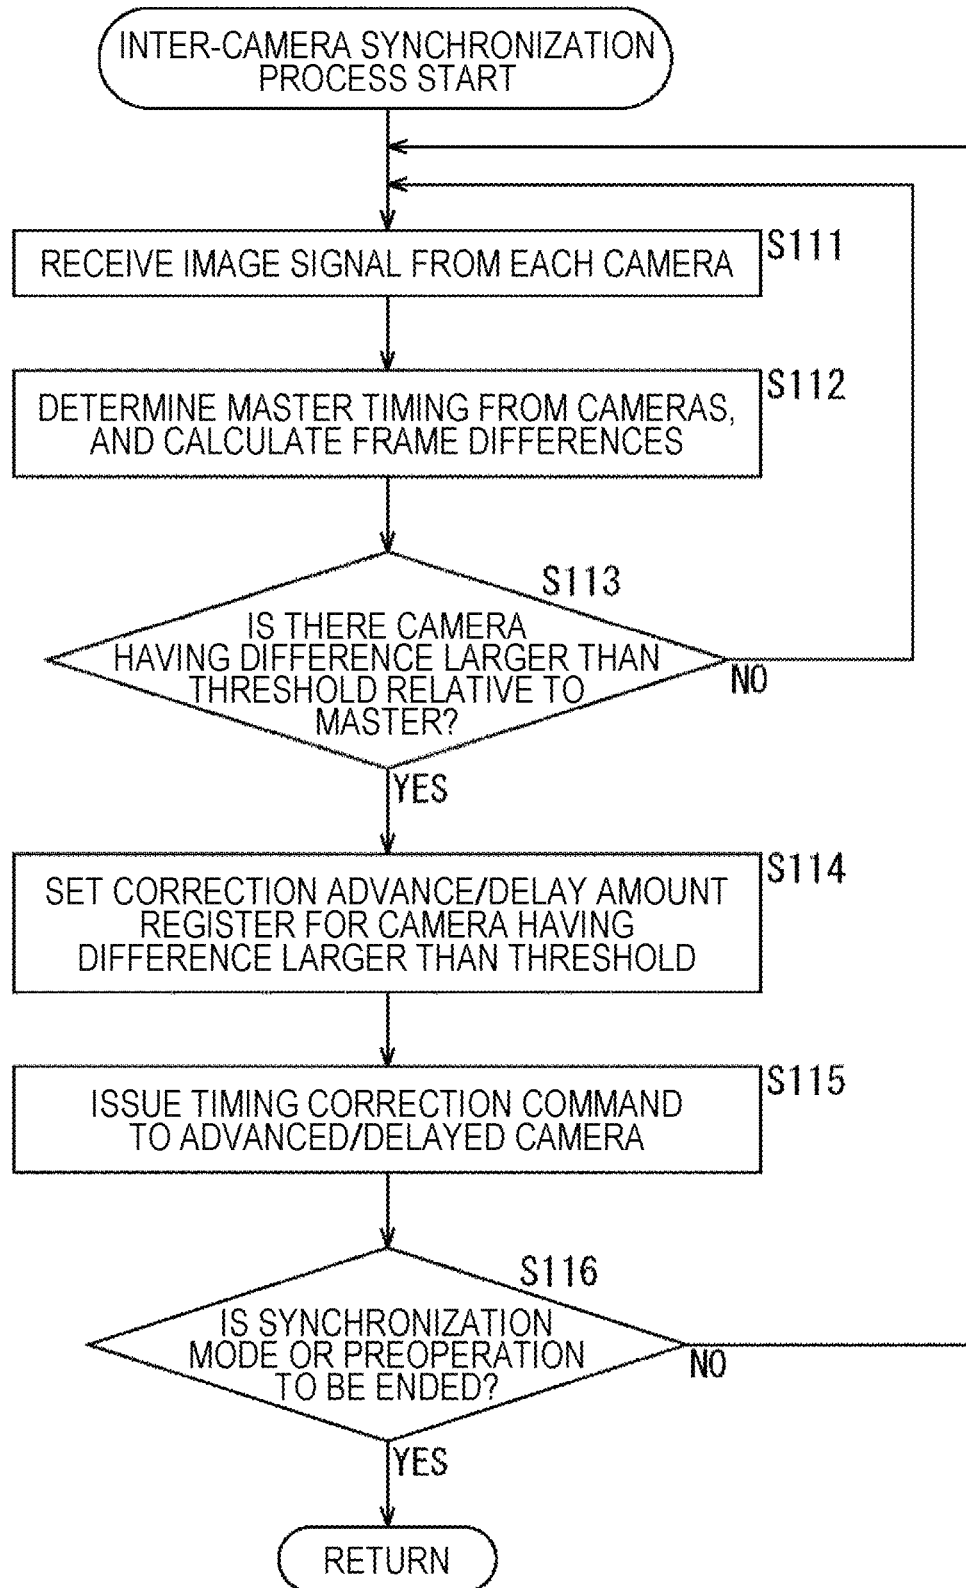 INTER-CAMERA SYNCHRONIZATION
PROCESS START
S111
RECEIVE IMAGE SIGNAL FROM EACH CAMERA
S112
DETERMINE MASTER TIMING FROM CAMERAS,
AND CALCULATE FRAME DIFFERENCES
S113
IS THERE CAMERA
HAVING DIFFERENCE LARGER THAN
THRESHOLD RELATIVE TO
MASTER?
NO
YES
S114
SET CORRECTION ADVANCE/DELAY AMOUNT
REGISTER FOR CAMERA HAVING
DIFFERENCE LARGER THAN THRESHOLD
S115
ISSUE TIMING CORRECTION COMMAND
TO ADVANCED/DELAYED CAMERA
S116
IS SYNCHRONIZATION
MODE OR PREOPERATION
TO BE ENDED?
NO
YES
RETURN